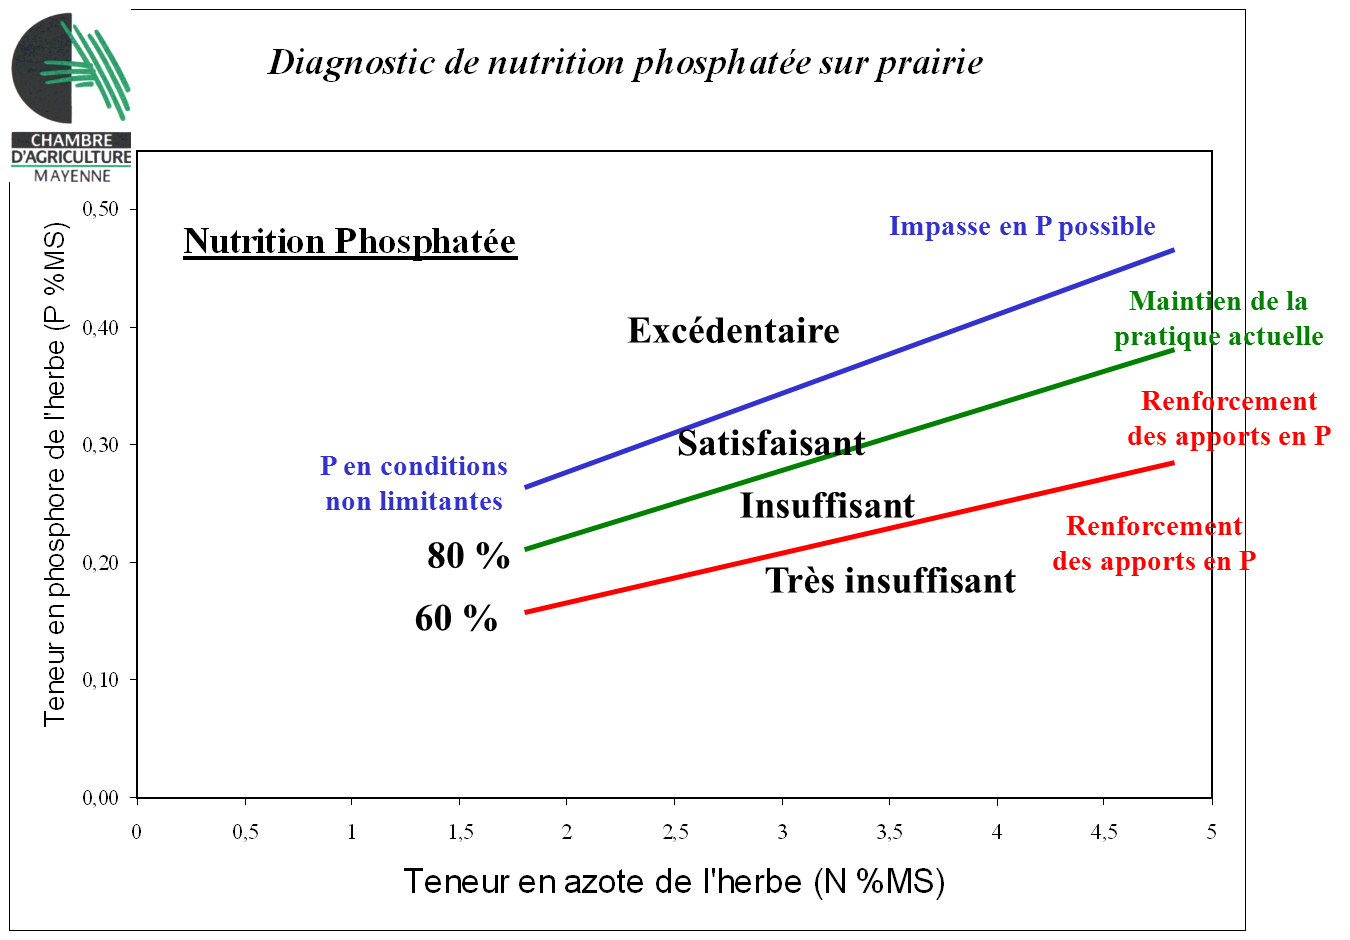 Diagnostic de nutrition phosphatée sur prairie
CHAMBRE
D'AGRICULTURE
MAYENNE
Nutrition Phosphatée
Impasse en P possible
Maintien de la
pratique actuelle
Excédentaire
Renforcement
des apports en P
Satisfaisant
P en conditions
non limitantes
Insuffisant
Renforcement
des apports en P
80 %
Très insuffisant
60 %
Teneur en phosphore de l'herbe (P %MS)
0,50
0,40
0,30
0,20
0,10
0,00
0 0,5 1 1,5 2 2,5 3 3,5 4 4,5 5
Teneur en azote de l'herbe (N %MS)